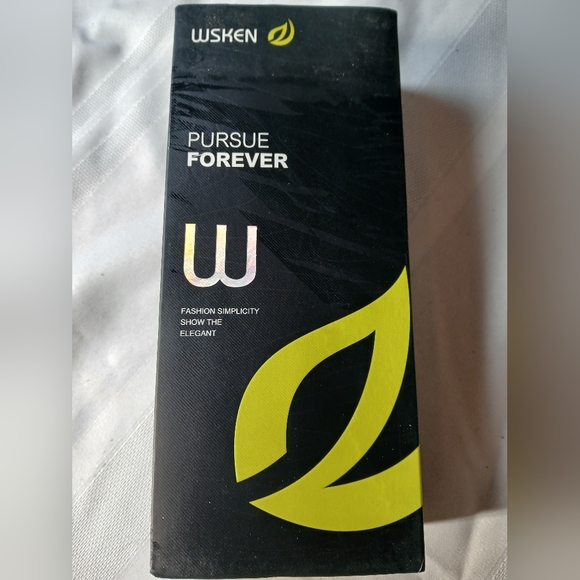 WSKEN
PURSUE
FOREVER
W
FASHION SIMPLICITY
SHOW THE
ELEGANT